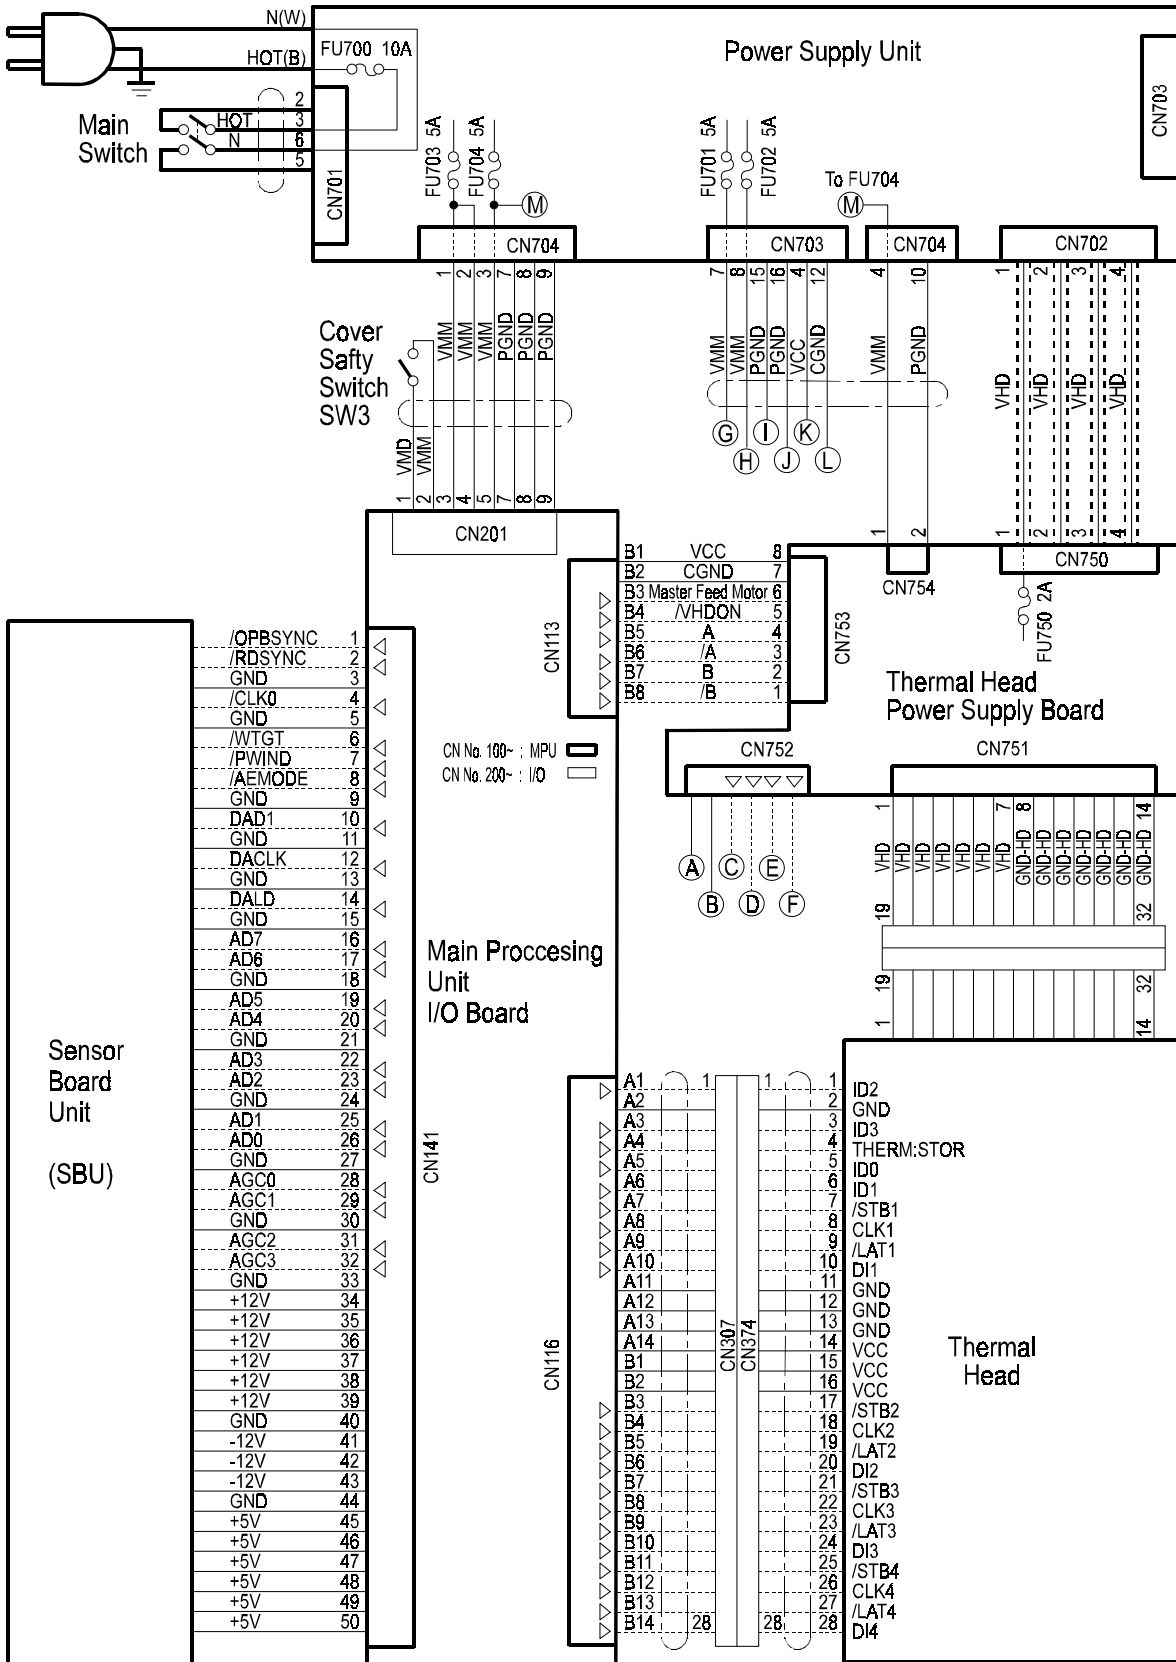 N(W)
HOT(B)
FU700 10A
Power Supply Unit
CN703
Main
Switch
2
HOT 3
N 6
5
CN701
FU703 5A
FU704 5A
M
CN704
FU701 5A
FU702 5A
To FU704
M
CN703
CN704
CN702
1 2 3 7 8 9
7 8 15 16 4 12
4 10
1 2 3 4
Cover
Safty
Switch
SW3
VMM VMM VMM PGND PGND PGND
VMM VMM PGND PGND VCC CGND
VMM PGND
VHD VHD VHD VHD
G H I J K L
VMD VMM
1 2 3 4 5 7 8 9
CN201
1 2
CN754
1 2 3 4
CN750
FU750 2A
CN113
B1 VCC 8
B2 CGND 7
B3 Master Feed Motor 6
B4 /VHDON 5
B5 A 4
B6 /A 3
B7 B 2
B8 /B 1
CN753
Thermal Head
Power Supply Board
CN No. 100~ : MPU
CN No. 200~ : I/O
CN752
CN751
A B C D E F
1 7 8 14
VHD VHD VHD VHD VHD VHD VHD GND-HD GND-HD GND-HD GND-HD GND-HD GND-HD GND-HD
19 32
19 32
1 14
Sensor
Board
Unit
(SBU)
/OPBSYNC 1
/RDSYNC 2
GND 3
/CLK0 4
GND 5
/WTGT 6
/PWIND 7
/AEMODE 8
GND 9
DAD1 10
GND 11
DACLK 12
GND 13
DALD 14
GND 15
AD7 16
AD6 17
GND 18
AD5 19
AD4 20
GND 21
AD3 22
AD2 23
GND 24
AD1 25
AD0 26
GND 27
AGC0 28
AGC1 29
GND 30
AGC2 31
AGC3 32
GND 33
+12V 34
+12V 35
+12V 36
+12V 37
+12V 38
+12V 39
GND 40
-12V 41
-12V 42
-12V 43
GND 44
+5V 45
+5V 46
+5V 47
+5V 48
+5V 49
+5V 50
CN141
Main Proccesing
Unit
I/O Board
CN116
CN307
CN374
A1 1 1 1 ID2
A2 2 GND
A3 3 ID3
A4 4 THERM:STOR
A5 5 ID0
A6 6 ID1
A7 7 /STB1
A8 8 CLK1
A9 9 /LAT1
A10 10 DI1
A11 11 GND
A12 12 GND
A13 13 GND
A14 14 VCC
B1 15 VCC
B2 16 VCC
B3 17 /STB2
B4 18 CLK2
B5 19 /LAT2
B6 20 DI2
B7 21 /STB3
B8 22 CLK3
B9 23 /LAT3
B10 24 DI3
B11 25 /STB4
B12 26 CLK4
B13 27 /LAT4
B14 28 28 28 DI4
Thermal
Head